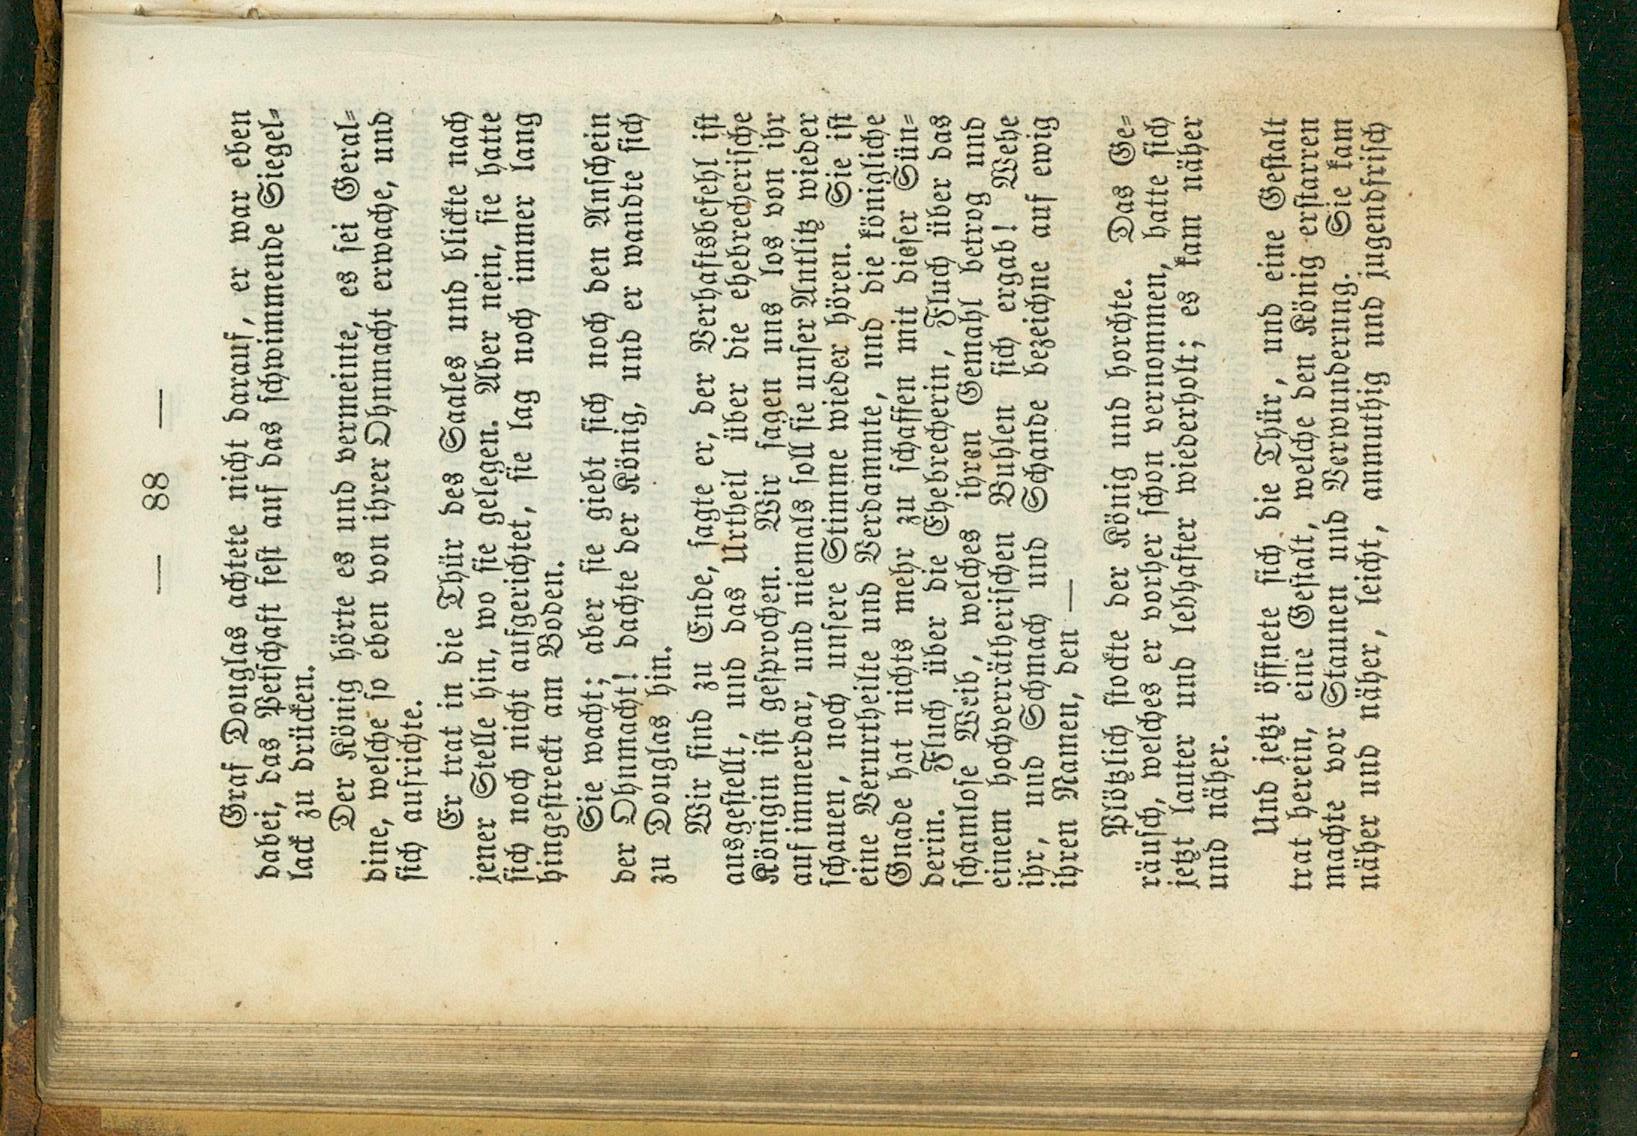 — 88 —
Graf Douglas achtete nicht darauf, er war eben
dabei, das Petschaft fest auf das schwimmende Siegel-
lack zu drücken.
Der König hörte es und vermeinte, es sei Geral-
dine, welche so eben von ihrer Ohnmacht erwache, und
sich aufrichte.
Er trat in die Thür des Saales und blickte nach
jener Stelle hin, wo sie gelegen. Aber nein, sie hatte
sich noch nicht aufgerichtet, sie lag noch immer lang
hingestreckt am Boden.
Sie wacht; aber sie giebt sich noch den Anschein
der Ohnmacht! dachte der König, und er wandte sich
zu Douglas hin.
Wir sind zu Ende, sagte er, der Verhaftsbefehl ist
ausgestellt, und das Urtheil über die ehebrecherische
Königin ist gesprochen. Wir sagen uns los von ihr
auf immerdar, und niemals soll sie unser Antlitz wieder
schauen, noch unsere Stimme wieder hören. Sie ist
eine Verurtheilte und Verdammte, und die königliche
Gnade hat nichts mehr zu schaffen mit dieser Sün-
derin. Fluch über die Ehebrecherin, Fluch über das
schamlose Weib, welches ihren Gemahl betrog und
einem hochverrätherischen Buhlen sich ergab! Wehe
ihr, und Schmach und Schande bezeichne auf ewig
ihren Namen, den —
Plötzlich stockte der König und horchte. Das Ge-
räusch, welches er vorher schon vernommen, hatte sich
jetzt lauter und lebhafter wiederholt; es kam näher
und näher.
Und jetzt öffnete sich die Thür, und eine Gestalt
trat herein, eine Gestalt, welche den König erstarren
machte vor Staunen und Verwunderung. Sie kam
näher und näher, leicht, anmuthig und jugendfrisch